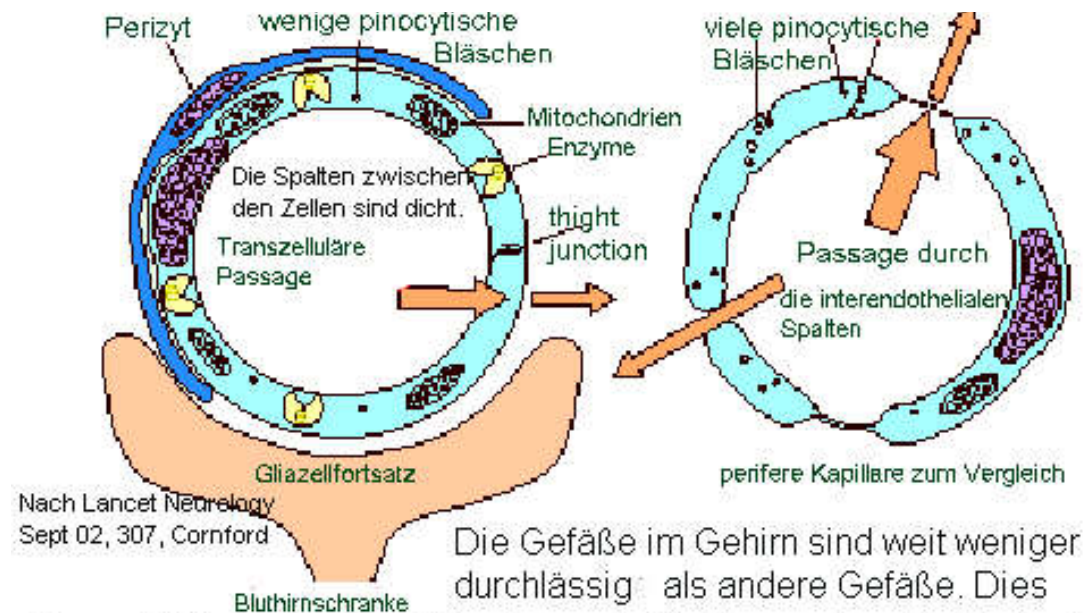 Perizyt
wenige pinocytische
Bläschen
viele pinocytische
Bläschen
Mitochondrien
Enzyme
Die Spalten zwischen
den Zellen sind dicht.
thight
junction
Transzelluläre
Passage
Passage durch
die interendothelialen
Spalten
Gliazellfortsatz
perifere Kapillare zum Vergleich
Nach Lancet Neurology
Sept 02, 307, Cornford
Die Gefäße im Gehirn sind weit weniger
durchlässig als andere Gefäße. Dies
Bluthirnschranke